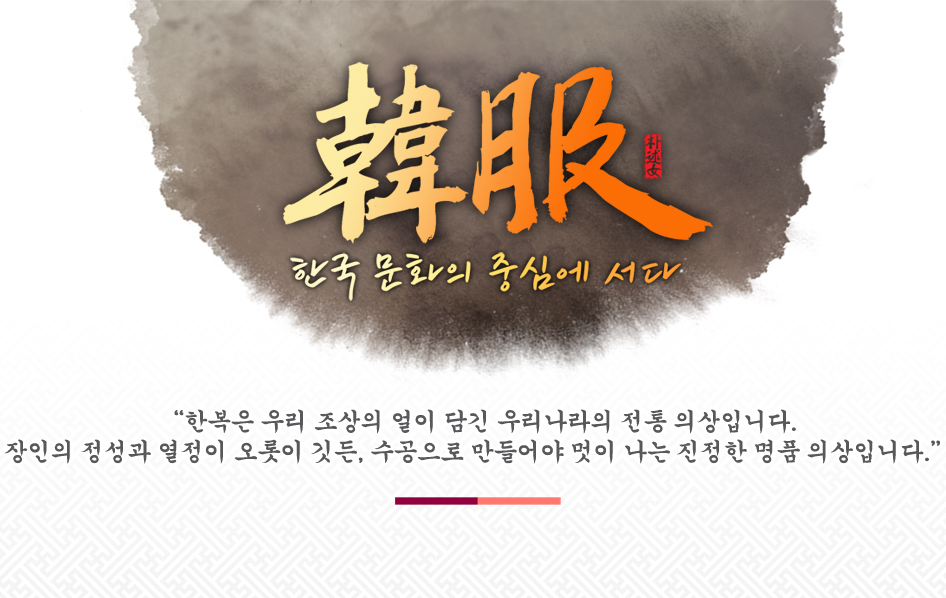 韓服
朴述女
한국 문화의 중심에 서다
“한복은 우리 조상의 얼이 담긴 우리나라의 전통 의상입니다.
장인의 정성과 열정이 오롯이 깃든, 수공으로 만들어야 멋이 나는 진정한 명품 의상입니다.”